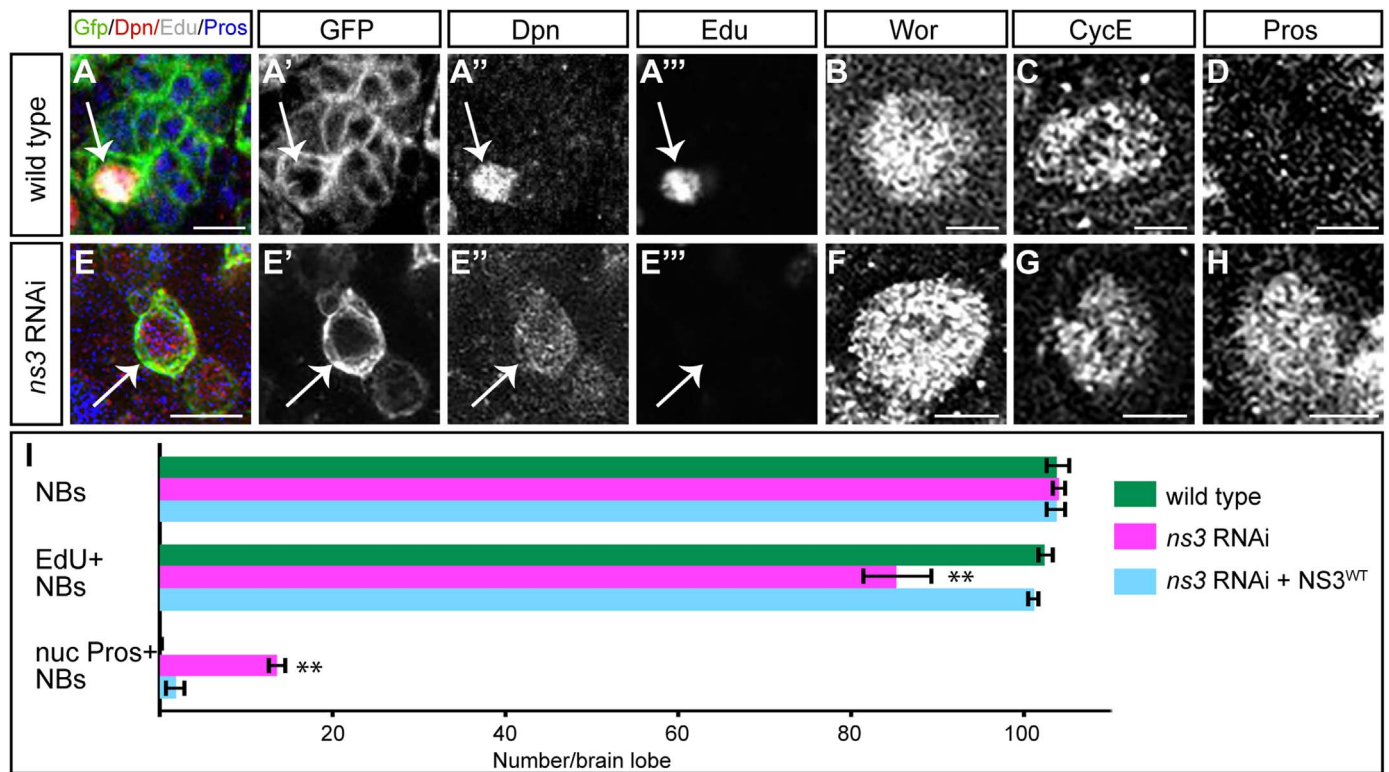 Gfp/Dpn/Edu/Pros GFP Dpn Edu Wor CycE Pros
wild type
A A’ A’’ A’’’ B C D
ns3 RNAi
E E’ E’’ E’’’ F G H
I
NBs
EdU+
NBs
**
nuc Pros+
NBs
**
20 40 60 80 100
Number/brain lobe
wild type
ns3 RNAi
ns3 RNAi + NS3WT